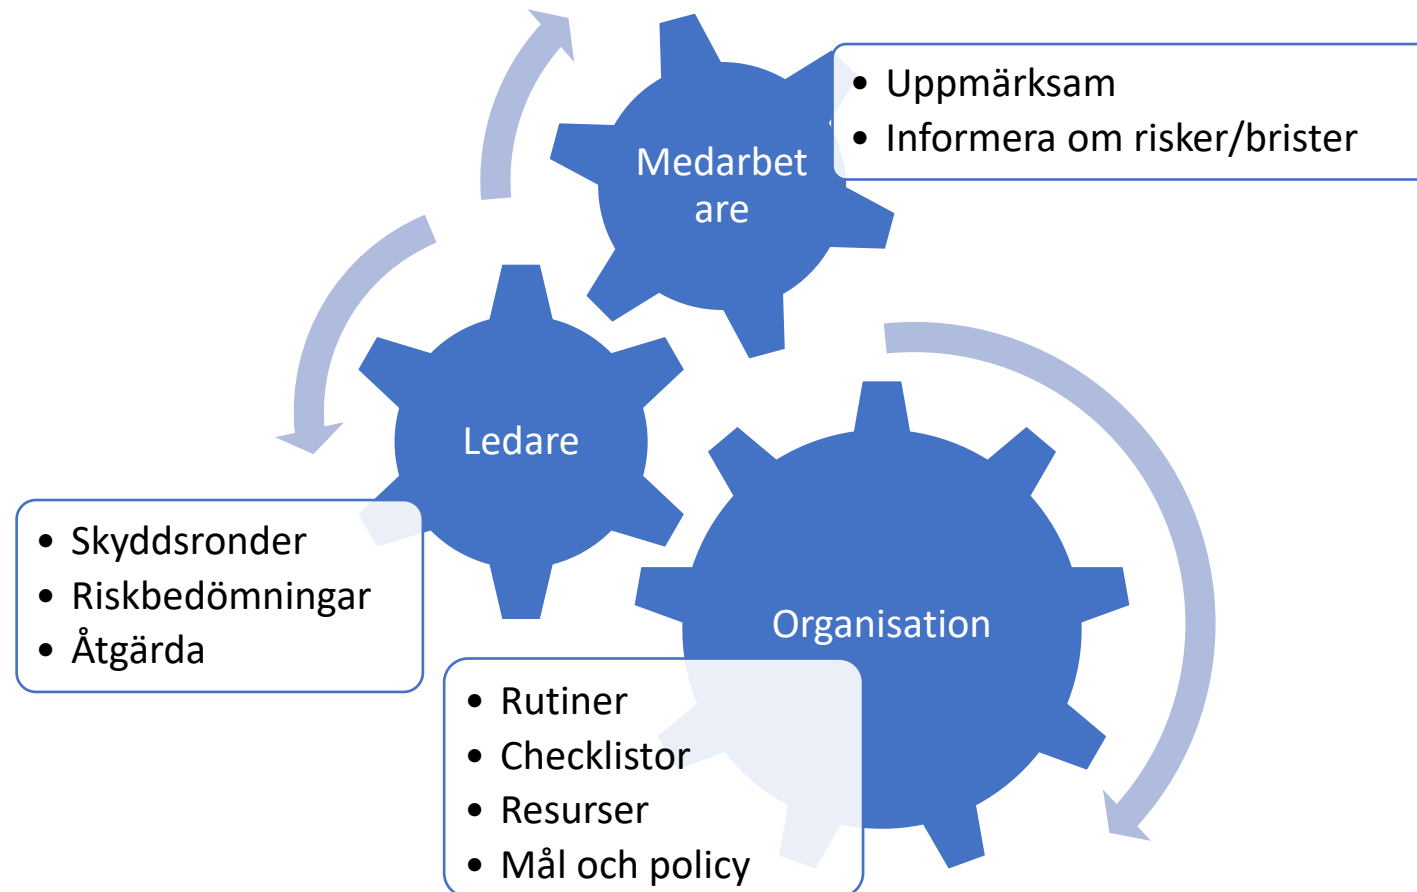 • Uppmärksam
• Informera om risker/brister
Medarbet
are
Ledare
• Skyddsronder
• Riskbedömningar
• Åtgärda
Organisation
• Rutiner
• Checklistor
• Resurser
• Mål och policy